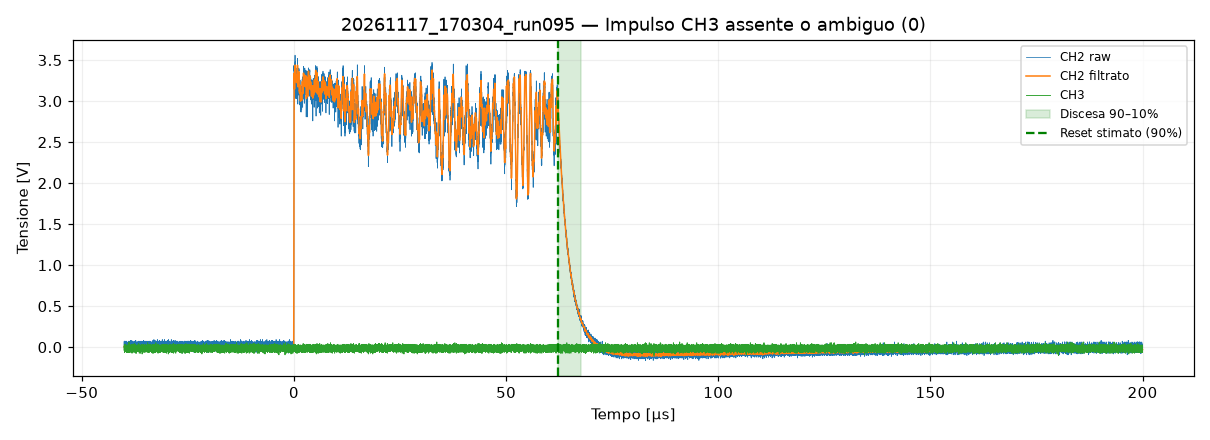 20261117_170304_run095 — Impulso CH3 assente o ambiguo (0)
3.5
3.0
2.5
2.0
1.5
1.0
0.5
0.0
Tensione [V]
−50
0
50
100
150
200
Tempo [µs]
CH2 raw
CH2 filtrato
CH3
Discesa 90–10%
Reset stimato (90%)